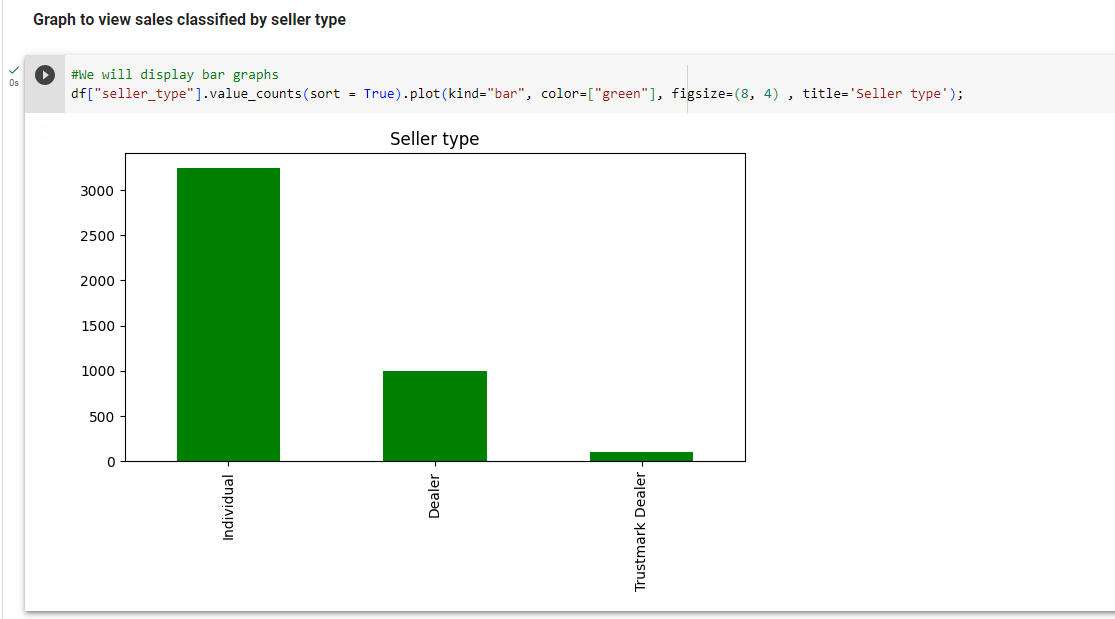 Graph to view sales classified by seller type
0s
#We will display bar graphs
df["seller_type"].value_counts(sort = True).plot(kind="bar", color=["green"], figsize=(8, 4) , title='Seller type');
Seller type
3000
2500
2000
1500
1000
500
0
Individual
Dealer
Trustmark Dealer